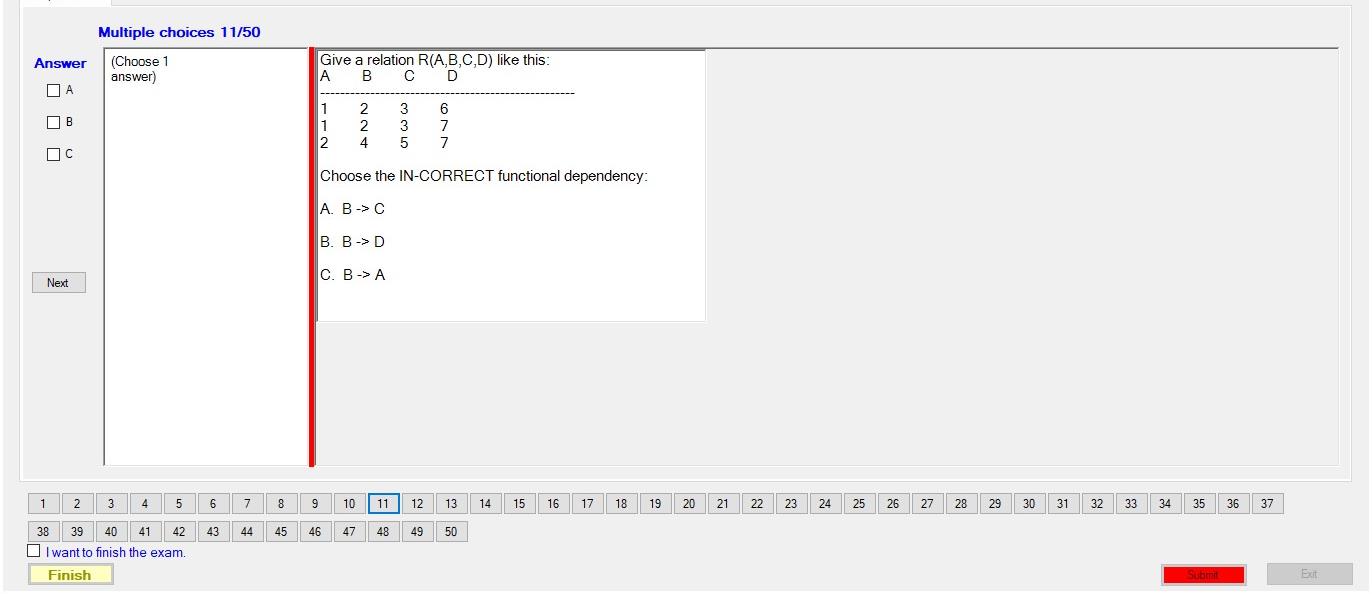 Multiple choices 11/50
Answer
A
B
C
Next
(Choose 1
answer)
Give a relation R(A,B,C,D) like this:
A B C D
---------------------------------------------------
1 2 3 6
1 2 3 7
2 4 5 7
Choose the IN-CORRECT functional dependency:
A. B -> C
B. B -> D
C. B -> A
1 2 3 4 5 6 7 8 9 10 11 12 13 14 15 16 17 18 19 20 21 22 23 24 25 26 27 28 29 30 31 32 33 34 35 36 37
38 39 40 41 42 43 44 45 46 47 48 49 50
I want to finish the exam.
Finish
Submit
Exit